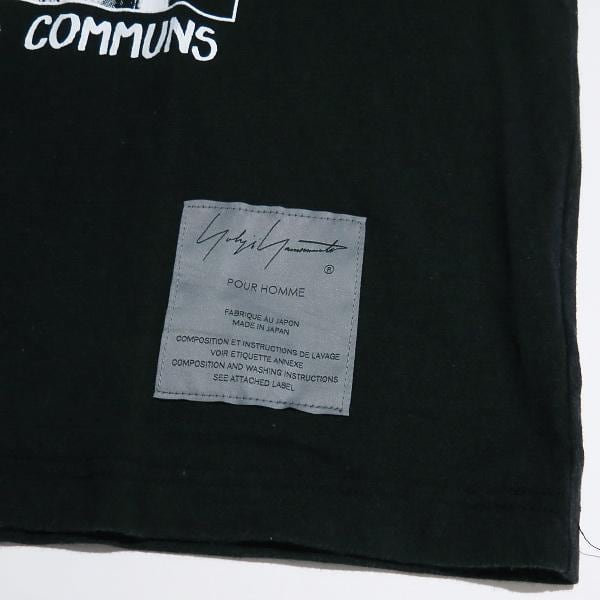 COMMUNS
Yohji Yamamoto
®
POUR HOMME
FABRIQUE AU JAPON
MADE IN JAPAN
COMPOSITION ET INSTRUCTIONS DE LAVAGE
VOIR ETIQUETTE ANNEXE
COMPOSITION AND WASHING INSTRUCTIONS
SEE ATTACHED LABEL